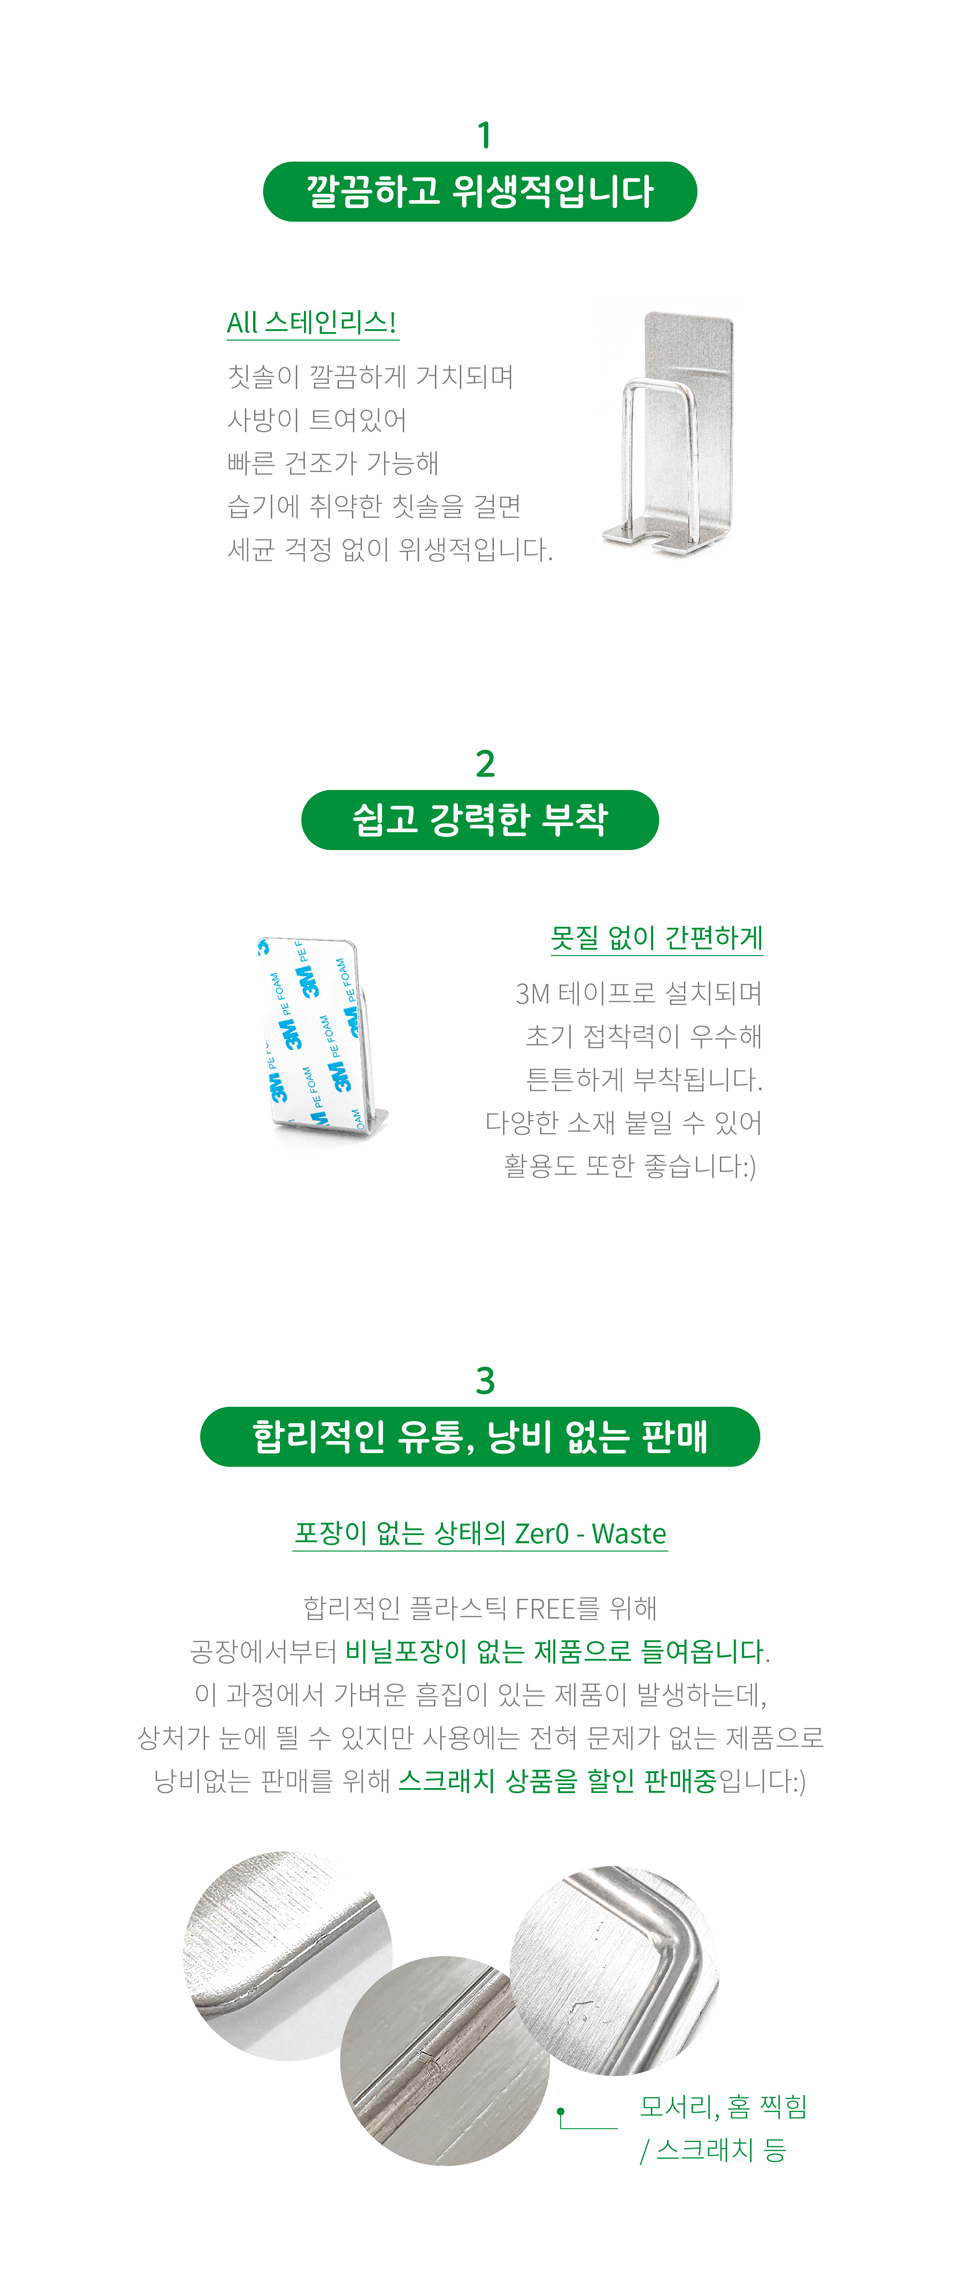 1
깔끔하고 위생적입니다
All 스테인리스!
칫솔이 깔끔하게 거치되며
사방이 트여있어
빠른 건조가 가능해
습기에 취약한 칫솔을 걸면
세균 걱정 없이 위생적입니다.
2
쉽고 강력한 부착
3M PE FOAM
3M PE FOAM
3M PE FOAM
3M PE FOAM
못질 없이 간편하게
3M 테이프로 설치되며
초기 접착력이 우수해
튼튼하게 부착됩니다.
다양한 소재 붙일 수 있어
활용도 또한 좋습니다:)
3
합리적인 유통, 낭비 없는 판매
포장이 없는 상태의 Zer0 - Waste
합리적인 플라스틱 FREE를 위해
공장에서부터 비닐포장이 없는 제품으로 들여옵니다.
이 과정에서 가벼운 흠집이 있는 제품이 발생하는데,
상처가 눈에 띌 수 있지만 사용에는 전혀 문제가 없는 제품으로
낭비없는 판매를 위해 스크래치 상품을 할인 판매중입니다:)
모서리, 홈 찍힘
/ 스크래치 등